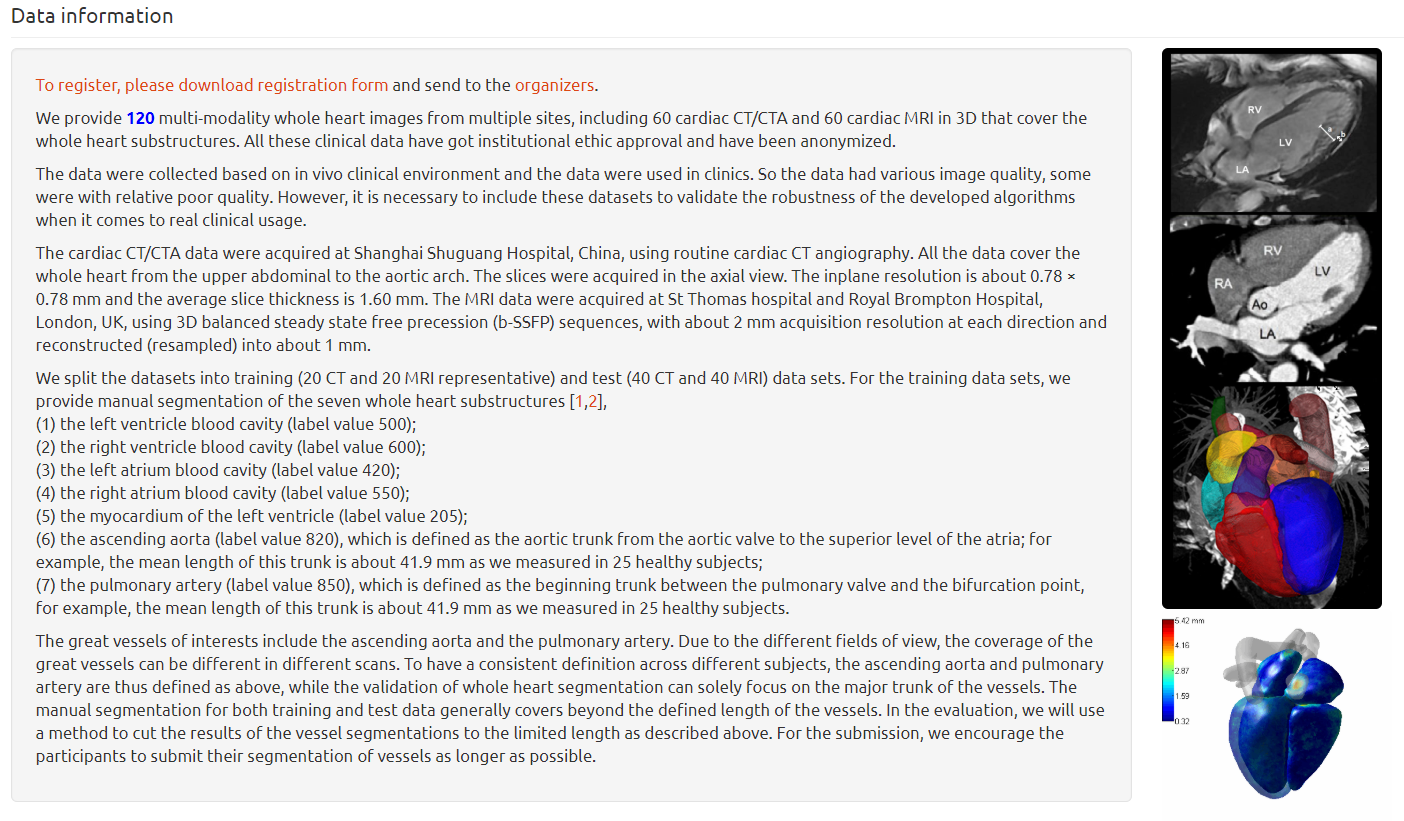 Data information
To register, please download registration form and send to the organizers.
We provide 120 multi-modality whole heart images from multiple sites, including 60 cardiac CT/CTA and 60 cardiac MRI in 3D that cover the
whole heart substructures. All these clinical data have got institutional ethic approval and have been anonymized.
The data were collected based on in vivo clinical environment and the data were used in clinics. So the data had various image quality, some
were with relative poor quality. However, it is necessary to include these datasets to validate the robustness of the developed algorithms
when it comes to real clinical usage.
The cardiac CT/CTA data were acquired at Shanghai Shuguang Hospital, China, using routine cardiac CT angiography. All the data cover the
whole heart from the upper abdominal to the aortic arch. The slices were acquired in the axial view. The inplane resolution is about 0.78 ×
0.78 mm and the average slice thickness is 1.60 mm. The MRI data were acquired at St Thomas hospital and Royal Brompton Hospital,
London, UK, using 3D balanced steady state free precession (b-SSFP) sequences, with about 2 mm acquisition resolution at each direction and
reconstructed (resampled) into about 1 mm.
We split the datasets into training (20 CT and 20 MRI representative) and test (40 CT and 40 MRI) data sets. For the training data sets, we
provide manual segmentation of the seven whole heart substructures [1,2],
(1) the left ventricle blood cavity (label value 500);
(2) the right ventricle blood cavity (label value 600);
(3) the left atrium blood cavity (label value 420);
(4) the right atrium blood cavity (label value 550);
(5) the myocardium of the left ventricle (label value 205);
(6) the ascending aorta (label value 820), which is defined as the aortic trunk from the aortic valve to the superior level of the atria; for
example, the mean length of this trunk is about 41.9 mm as we measured in 25 healthy subjects;
(7) the pulmonary artery (label value 850), which is defined as the beginning trunk between the pulmonary valve and the bifurcation point,
for example, the mean length of this trunk is about 41.9 mm as we measured in 25 healthy subjects.
The great vessels of interests include the ascending aorta and the pulmonary artery. Due to the different fields of view, the coverage of the
great vessels can be different in different scans. To have a consistent definition across different subjects, the ascending aorta and pulmonary
artery are thus defined as above, while the validation of whole heart segmentation can solely focus on the major trunk of the vessels. The
manual segmentation for both training and test data generally covers beyond the defined length of the vessels. In the evaluation, we will use
a method to cut the results of the vessel segmentations to the limited length as described above. For the submission, we encourage the
participants to submit their segmentation of vessels as longer as possible.
RV
LV
a
b
LA
RV
LV
RA
Ao
LA
5.42 mm
4.16
2.87
1.59
0.32